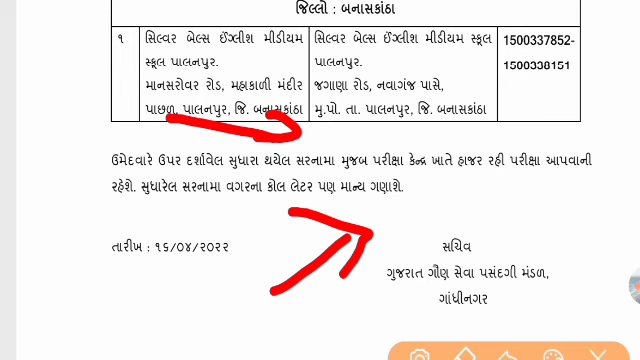 જિલ્લો : બનાસકાંઠા
૧ સિલ્વર બેલ્સ ઈંગ્લીશ મીડીયમ સિલ્વર બેલ્સ ઈંગ્લીશ મીડીયમ સ્કૂલ 1500337852-
સ્કૂલ પાલનપુર. પાલનપુર. 1500338151
માનસરોવર રોડ, મહાકાળી મંદીર જગાણા રોડ, નવાગંજ પાસે,
પાછળ, પાલનપુર, જિ. બનાસકાંઠા મુ.પો. તા. પાલનપુર, જિ. બનાસકાંઠા
ઉમેદવારે ઉપર દર્શાવેલ સુધારા થયેલ સરનામા મુજબ પરીક્ષા કેન્દ્ર ખાતે હાજર રહી પરીક્ષા આપવાની
રહેશે. સુધારેલ સરનામા વગરના કોલ લેટર પણ માન્ય ગણાશે.
તારીખ : ૧૬/૦૪/૨૦૨૨ સચિવ
ગુજરાત ગૌણ સેવા પસંદગી મંડળ,
ગાંધીનગર